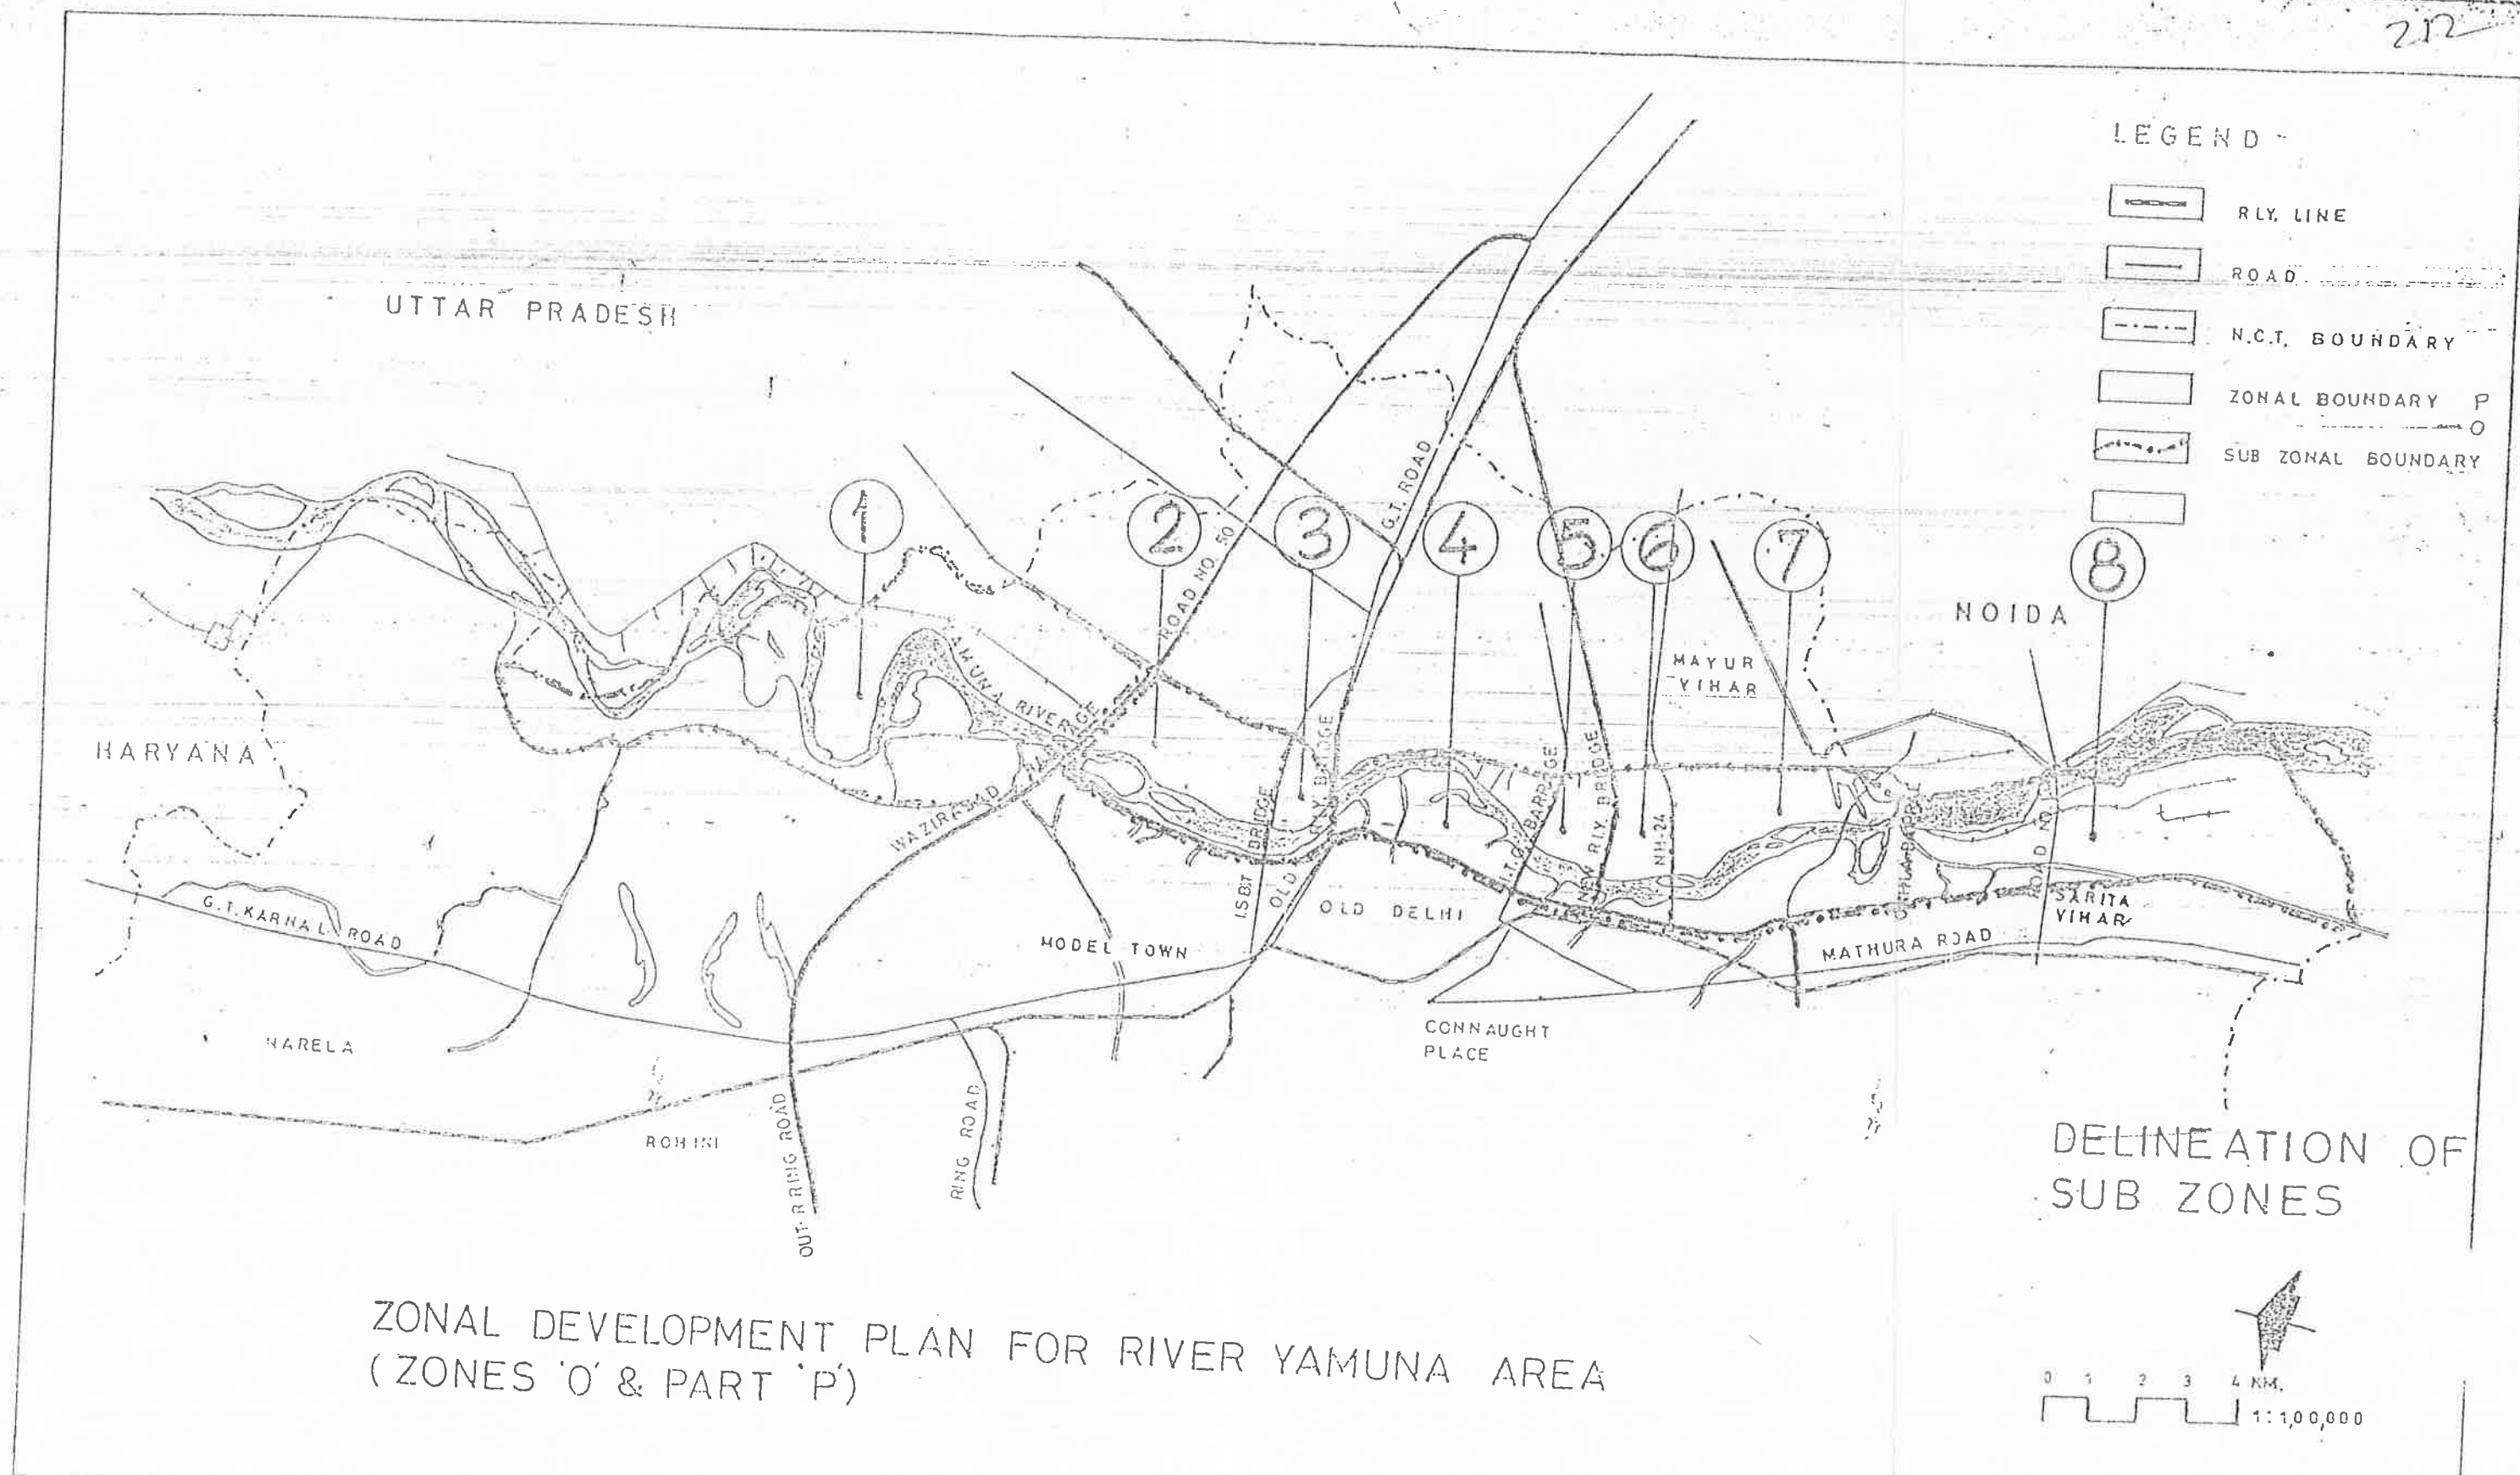 212
LEGEND
RLY. LINE
ROAD
N.C.T. BOUNDARY
ZONAL BOUNDARY P
O
SUB ZONAL BOUNDARY
UTTAR PRADESH
1
2
3
4
5
6
7
8
ROAD NO. 50
G.T. ROAD
NOIDA
MAYUR
VIHAR
YAMUNA RIVER
HARYANA
WAZIRABAD
I.S.B.T BRIDGE
OLD RLY. BRIDGE
I.T.O. BARRAGE
NEW RLY. BRIDGE
NH-24
ROAD NO.
G.T. KARNAL ROAD
MODEL TOWN
OLD DELHI
SARITA
VIHAR
MATHURA ROAD
NARELA
CONNAUGHT
PLACE
ROHINI
OUTER RING ROAD
RING ROAD
DELINEATION OF
SUB ZONES
ZONAL DEVELOPMENT PLAN FOR RIVER YAMUNA AREA
(ZONES 'O' & PART 'P')
0 1 2 3 4 KM.
1:1,00,000